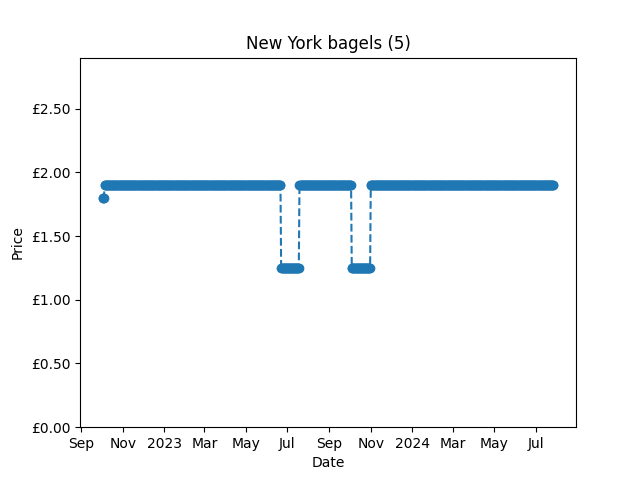 New York bagels (5)
£2.50
£2.00
£1.50
£1.00
£0.50
£0.00
Price
Sep Nov 2023 Mar May Jul Sep Nov 2024 Mar May Jul
Date